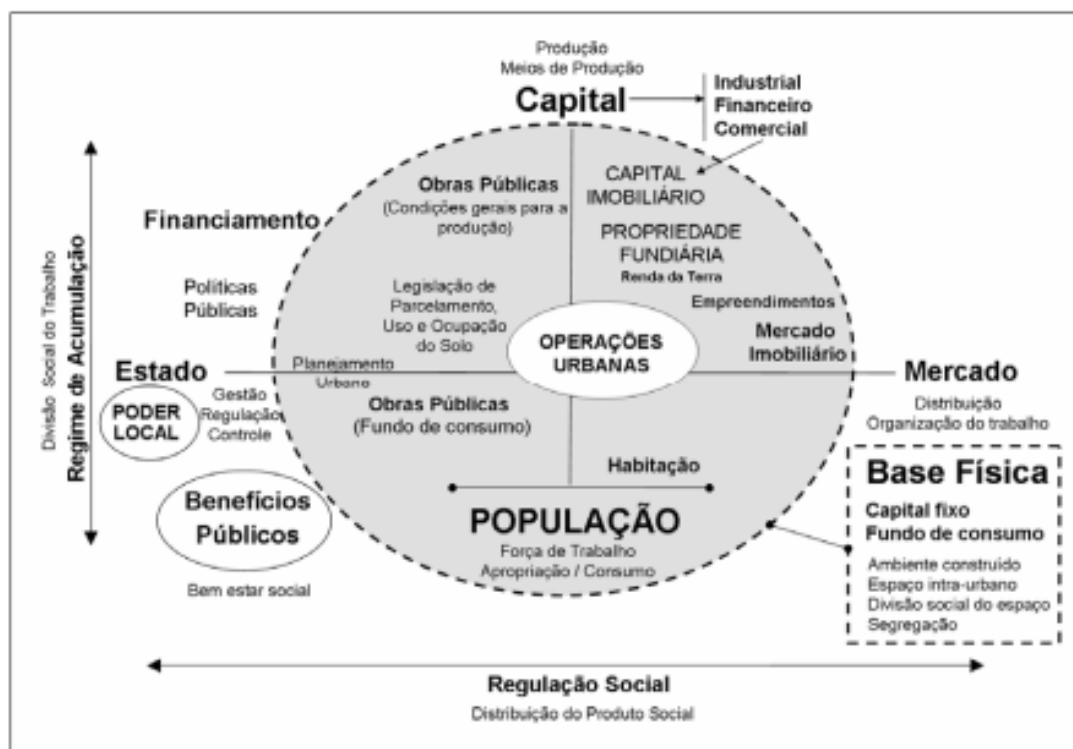 Produção
Meios de Produção
Capital
Industrial
Financeiro
Comercial
CAPITAL
IMOBILIÁRIO
Obras Públicas
(Condições gerais para a
produção)
PROPRIEDADE
FUNDIÁRIA
Renda da Terra
Financiamento
Políticas
Públicas
Legislação de
Parcelamento,
Uso e Ocupação
do Solo
Empreendimentos
OPERAÇÕES
URBANAS
Mercado
Imobiliário
Divisão Social do Trabalho
Regime de Acumulação
Estado
Planejamento
Urbano
Mercado
Distribuição
Organização do trabalho
PODER
LOCAL
Gestão
Regulação
Controle
Obras Públicas
(Fundo de consumo)
Habitação
Benefícios
Públicos
Bem estar social
POPULAÇÃO
Força de Trabalho
Apropriação / Consumo
Base Física
Capital fixo
Fundo de consumo
Ambiente construído
Espaço intra-urbano
Divisão social do espaço
Segregação
Regulação Social
Distribuição do Produto Social